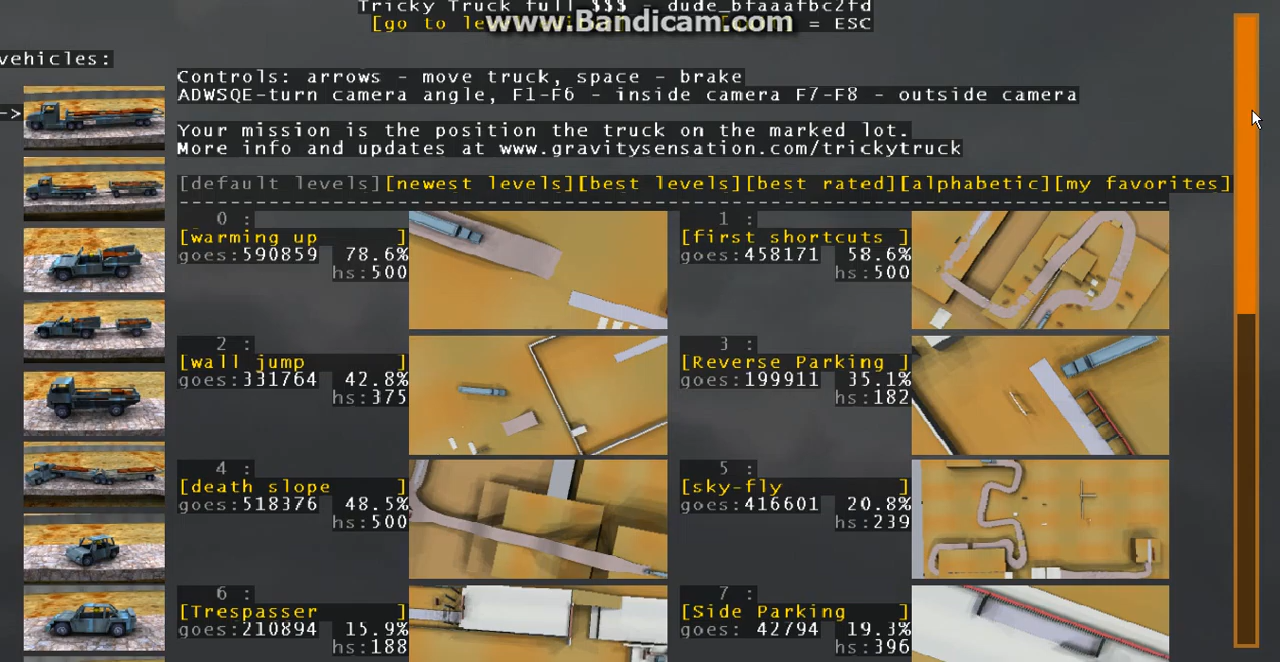 Tricky Truck full $$$ - dude_bfaaafbc2fd
www.Bandicam.com
[go to le = ESC
vehicles:
Controls: arrows - move truck, space - brake
ADWSQE-turn camera angle, F1-F6 - inside camera F7-F8 - outside camera
Your mission is the position the truck on the marked lot.
More info and updates at www.gravitysensation.com/trickytruck
->
[default levels][newest levels][best levels][best rated][alphabetic][my favorites]
0 :
[warming up ]
goes:590859 78.6%
hs:500
1 :
[first shortcuts ]
goes:458171 58.6%
hs:500
2 :
[wall jump ]
goes:331764 42.8%
hs:375
3 :
[Reverse Parking ]
goes:199911 35.1%
hs:182
4 :
[death slope ]
goes:518376 48.5%
hs:500
5 :
[sky-fly ]
goes:416601 20.8%
hs:239
6 :
[Trespasser ]
goes:210894 15.9%
hs:188
7 :
[Side Parking ]
goes: 42794 19.3%
hs:396